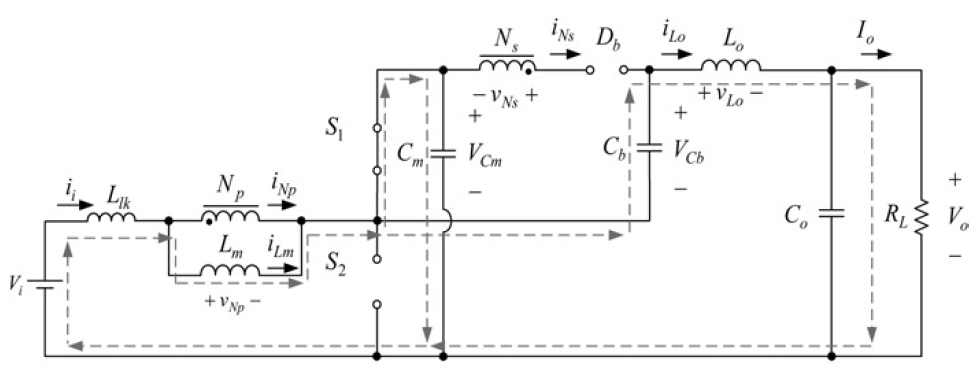 N_s i_Ns D_b i_Lo L_o I_o
− v_Ns + + v_Lo −
S_1 C_m + V_Cm − C_b + V_Cb −
i_i L_lk N_p i_Np C_o R_L + V_o −
L_m i_Lm S_2
V_i + v_Np −